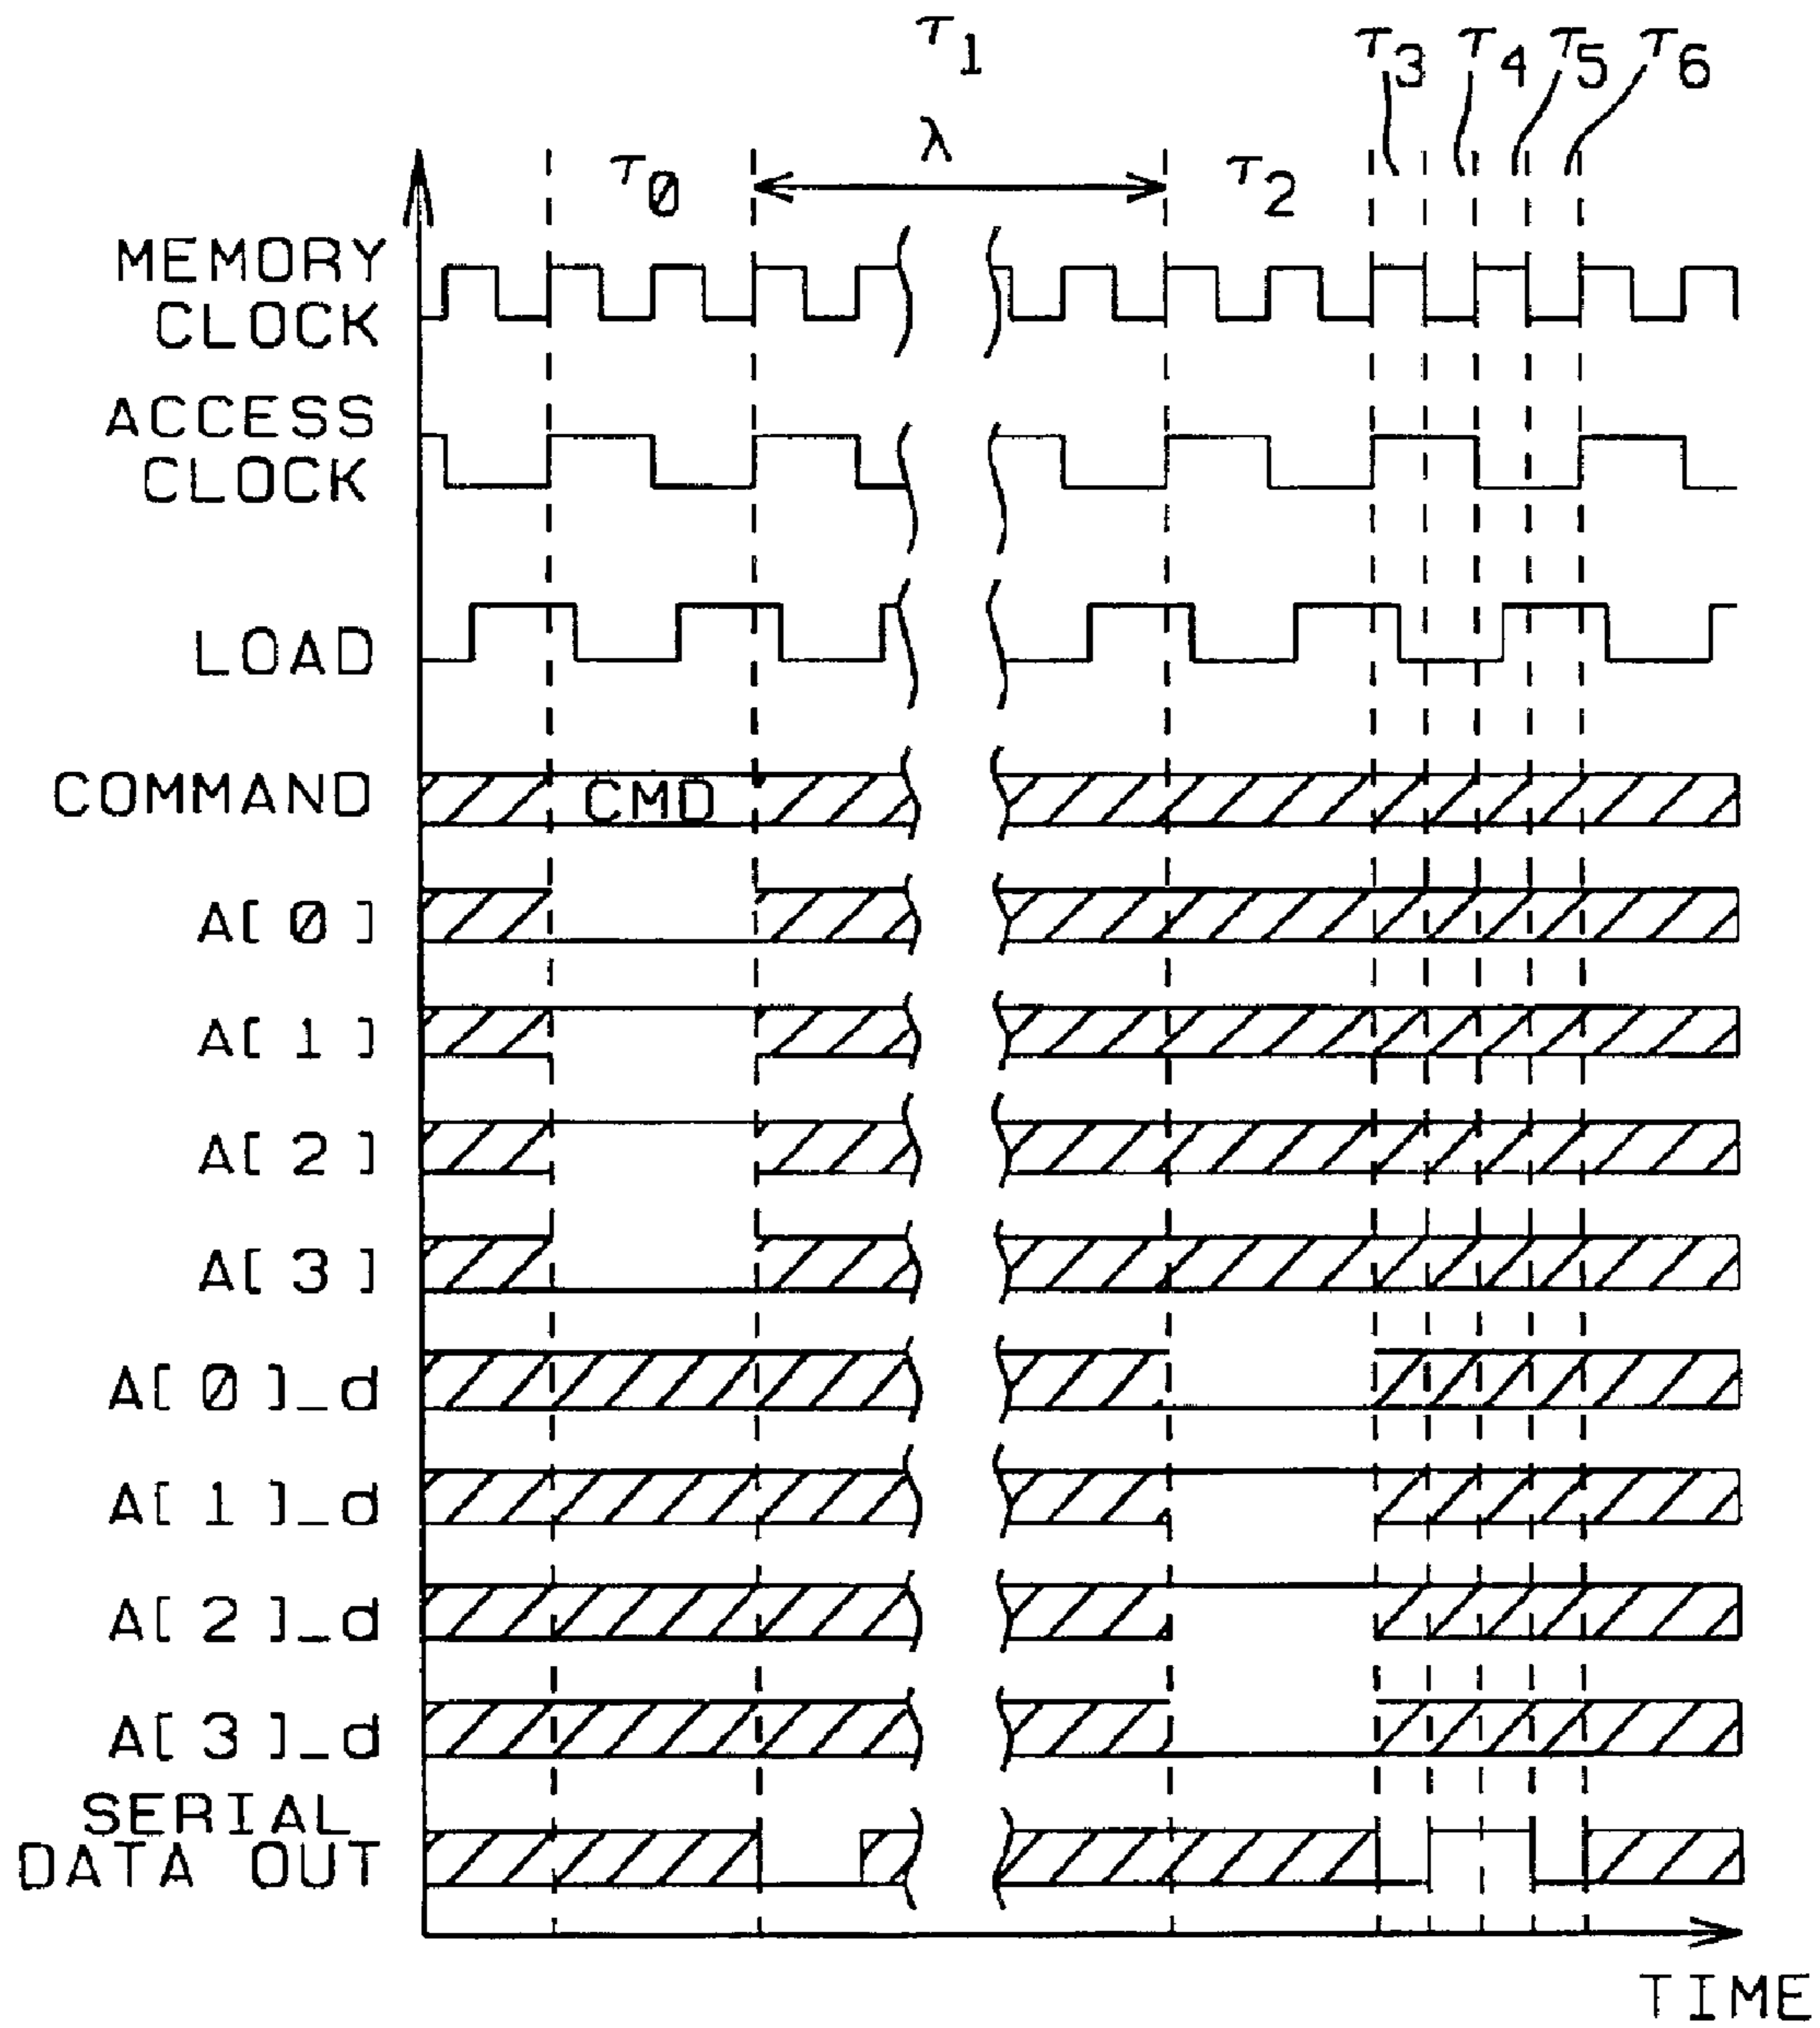 τ1
τ3 τ4 τ5 τ6
λ
τ0 τ2
MEMORY
CLOCK
ACCESS
CLOCK
LOAD
COMMAND CMD
A[0]
A[1]
A[2]
A[3]
A[0]_d
A[1]_d
A[2]_d
A[3]_d
SERIAL
DATA OUT
TIME